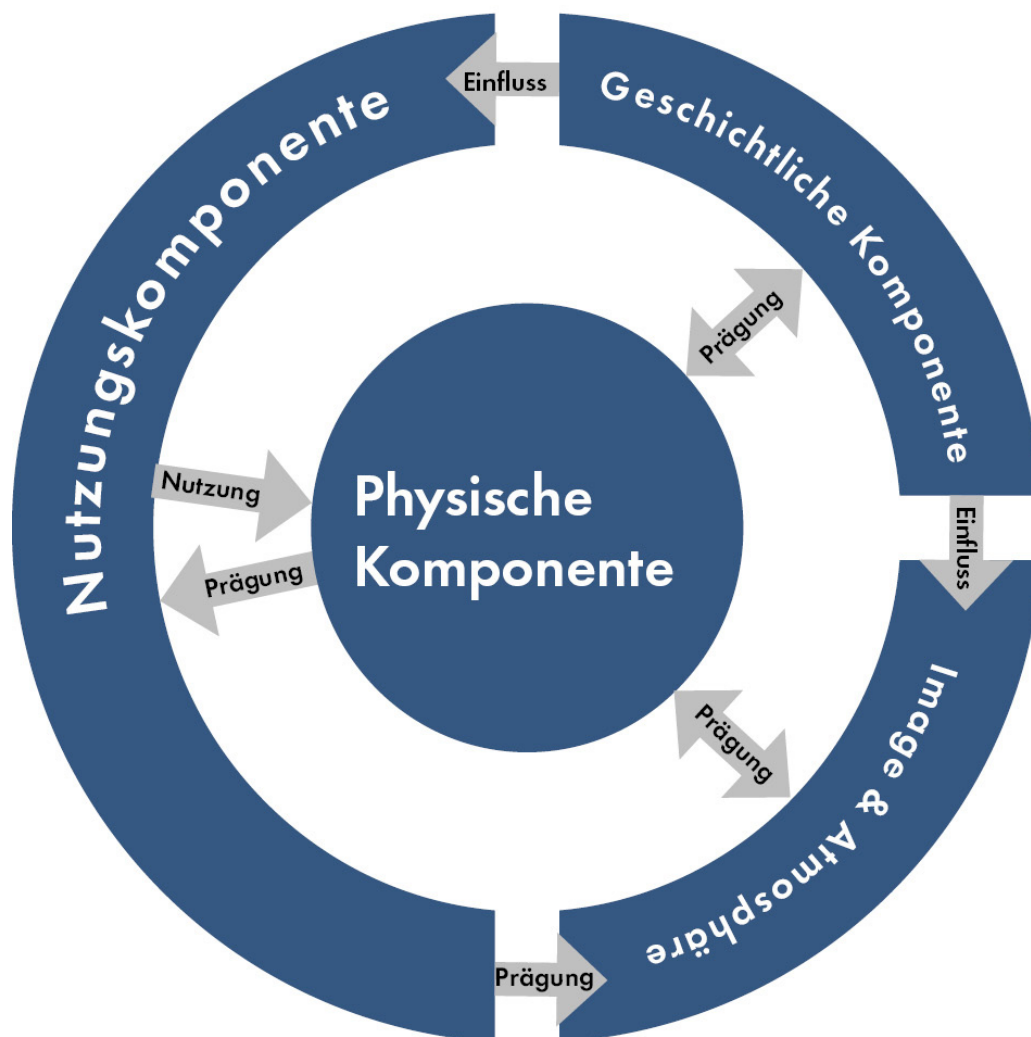 Einfluss
Geschichtliche Komponente
Nutzungskomponente
Prägung
Nutzung
Prägung
Physische
Komponente
Einfluss
Prägung
Image & Atmosphäre
Prägung